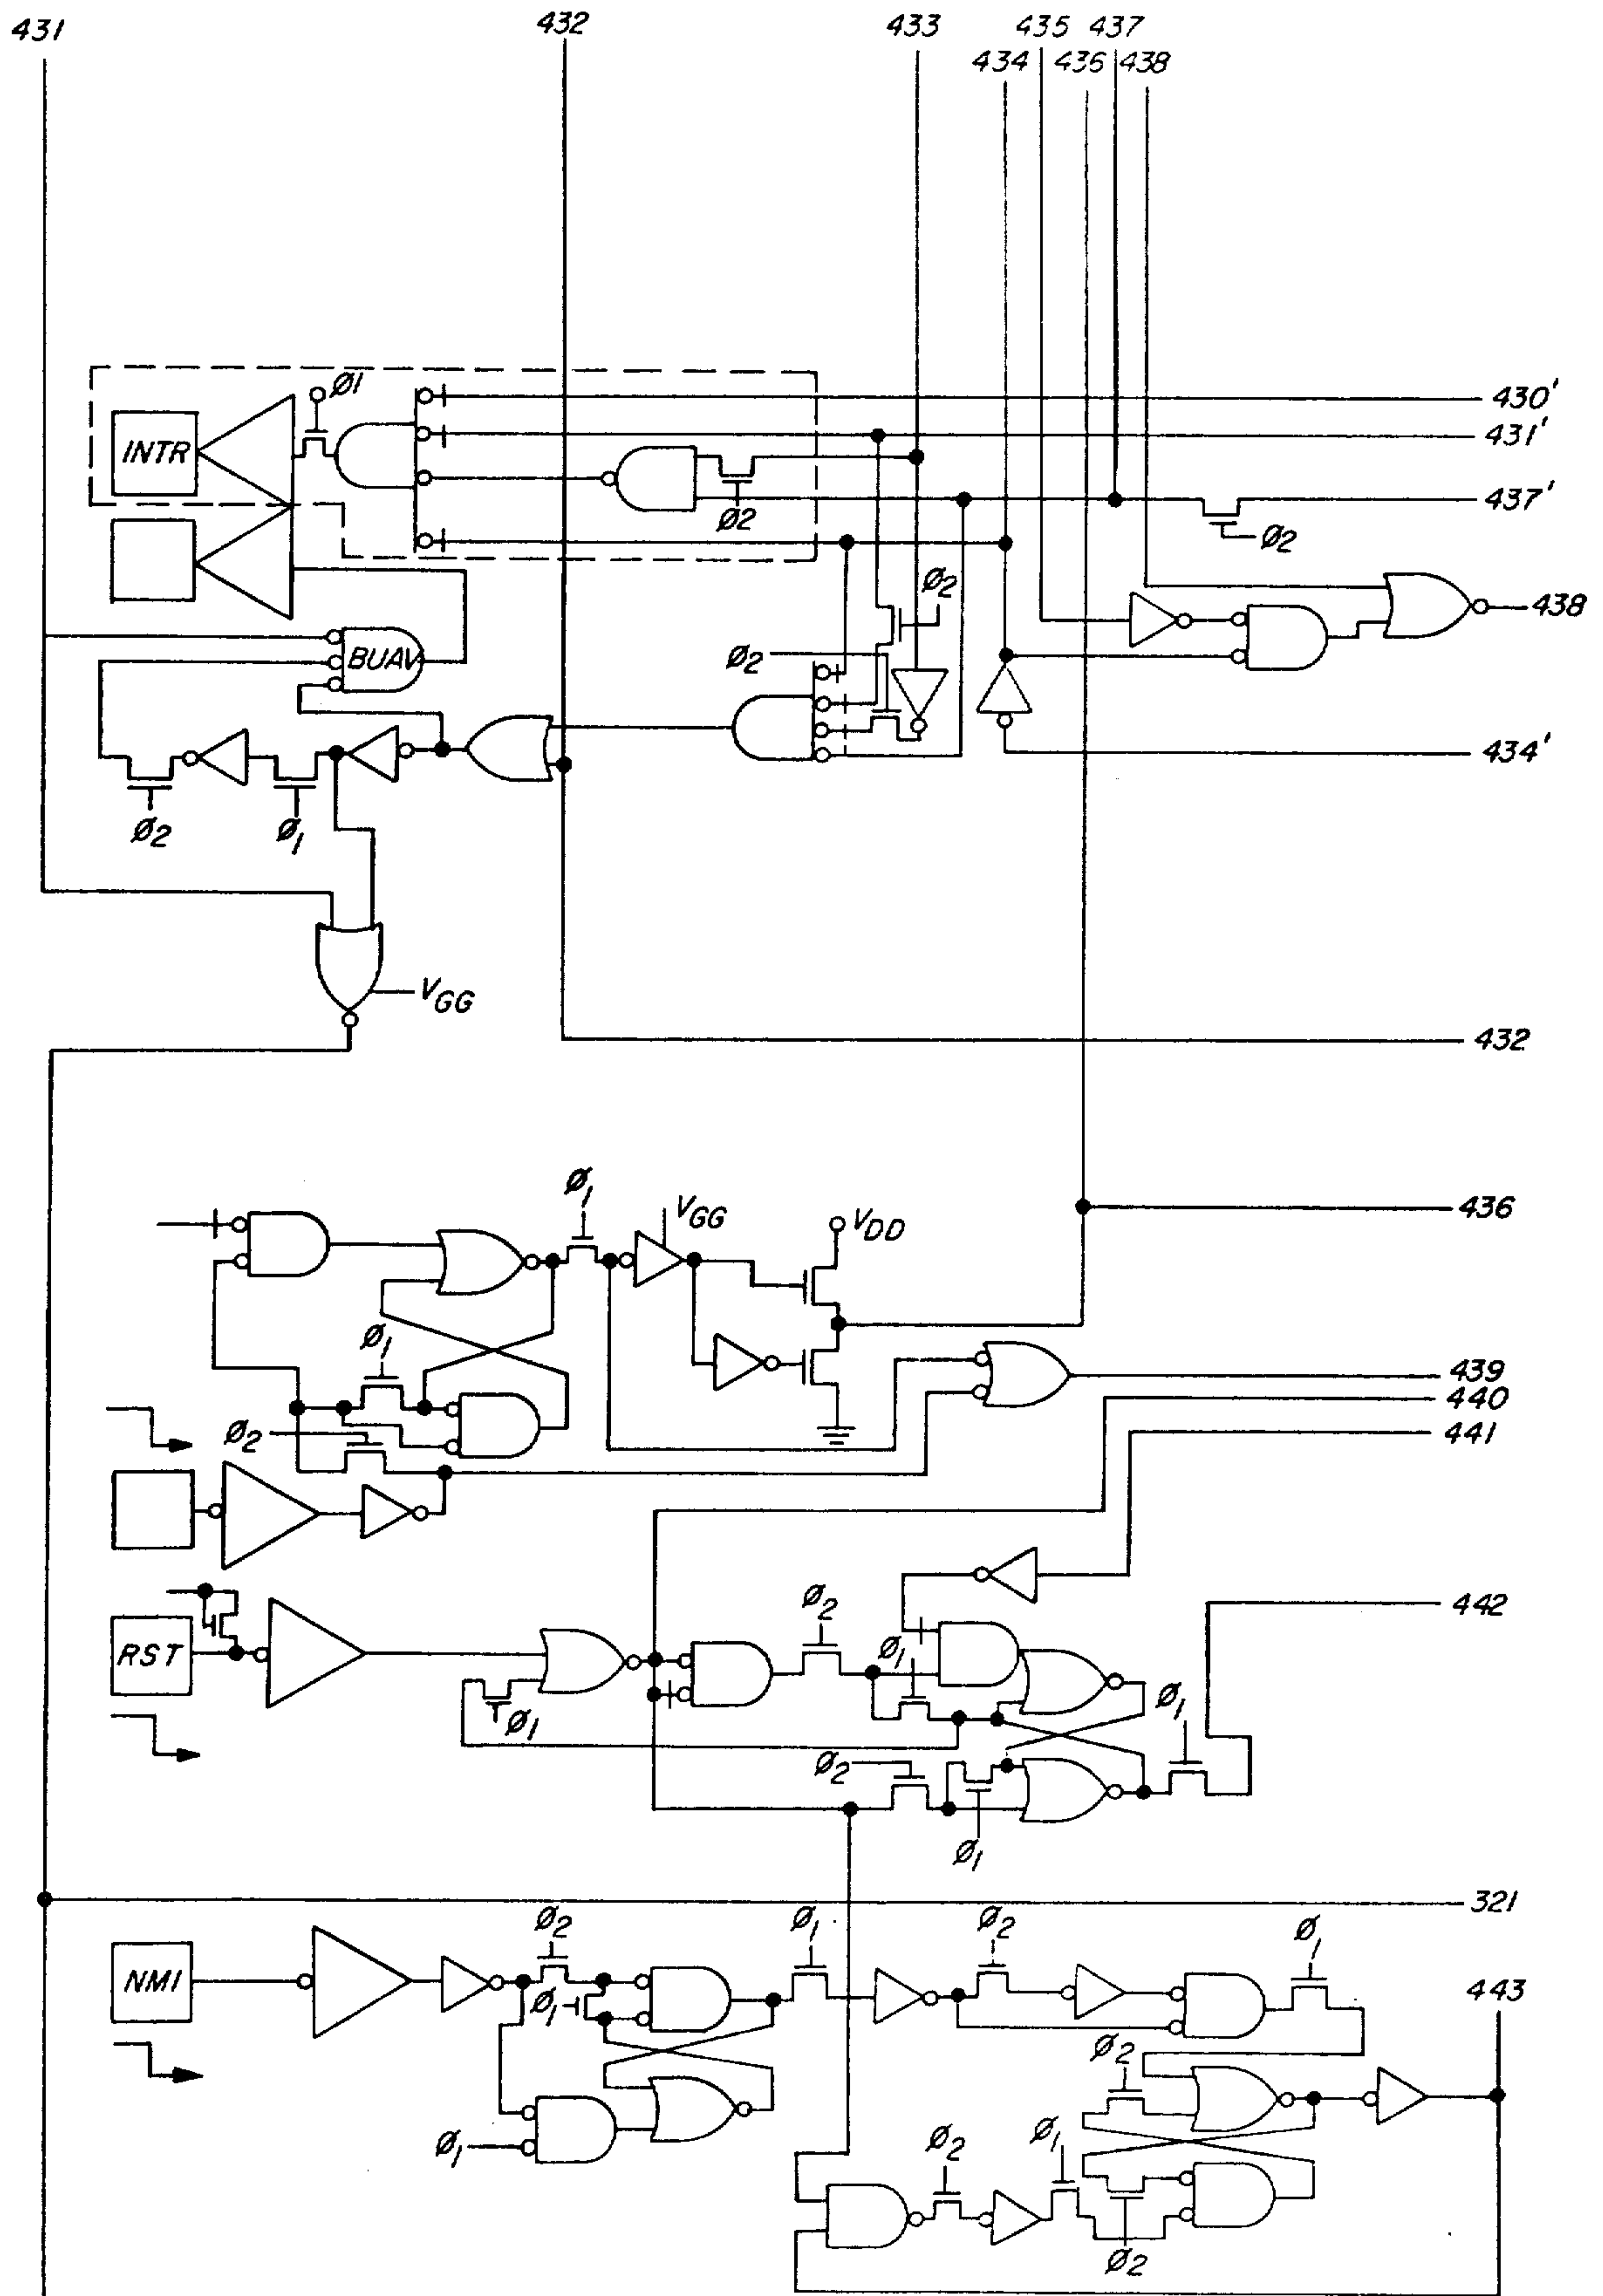 431
432
433
435 437
434 436 438
Ø1
430'
INTR
431'
Ø2
437'
Ø2
Ø2
438
BUAV
Ø2
434'
Ø2
Ø1
VGG
432
Ø1
VGG
VDD
436
Ø1
439
440
Ø2
441
Ø2
442
RST
Ø1
Ø1
Ø1
Ø2
Ø1
321
Ø2
Ø1
Ø2
Ø1
NMI
Ø1
443
Ø2
Ø1
Ø2
Ø1
Ø2